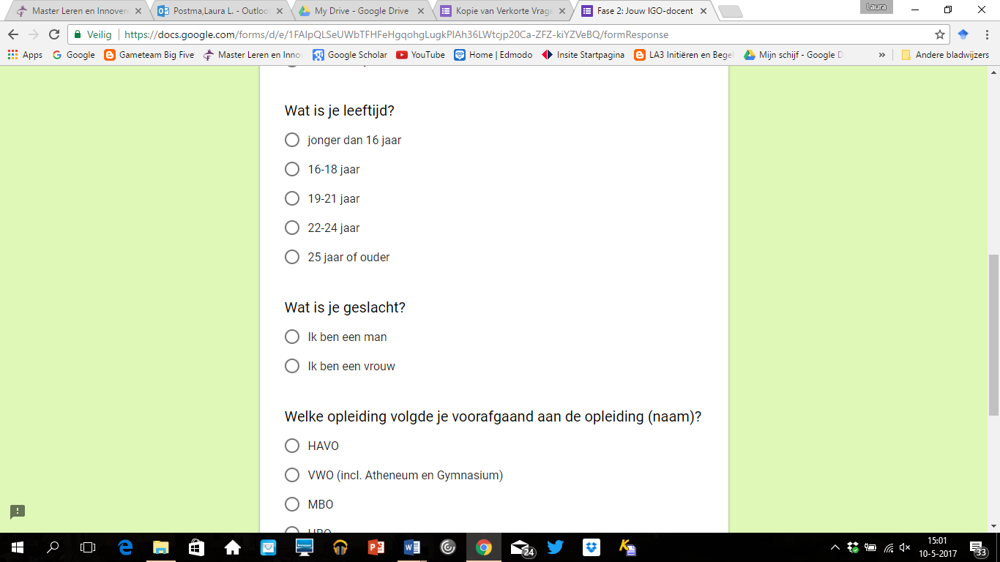 Master Leren en Innovere
Postma,Laura L. - Outloo
My Drive - Google Drive
Kopie van Verkorte Vrage
Fase 2: Jouw IGO-docent
Laura
Veilig
https://docs.google.com/forms/d/e/1FAIpQLSeUWbTFHFeHgqohgLugkPlAh36LWtcjp20Ca-ZFZ-kiYZVeBQ/formResponse
Apps
Google
Gameteam Big Five
Master Leren en Inno
Google Scholar
YouTube
Home | Edmodo
Insite Startpagina
LA3 Initiëren en Bege
Mijn schijf - Google D
»
Andere bladwijzers
Wat is je leeftijd?
jonger dan 16 jaar
16-18 jaar
19-21 jaar
22-24 jaar
25 jaar of ouder
Wat is je geslacht?
Ik ben een man
Ik ben een vrouw
Welke opleiding volgde je voorafgaand aan de opleiding (naam)?
HAVO
VWO (incl. Atheneum en Gymnasium)
MBO
HBO
24
15:01
10-5-2017
33